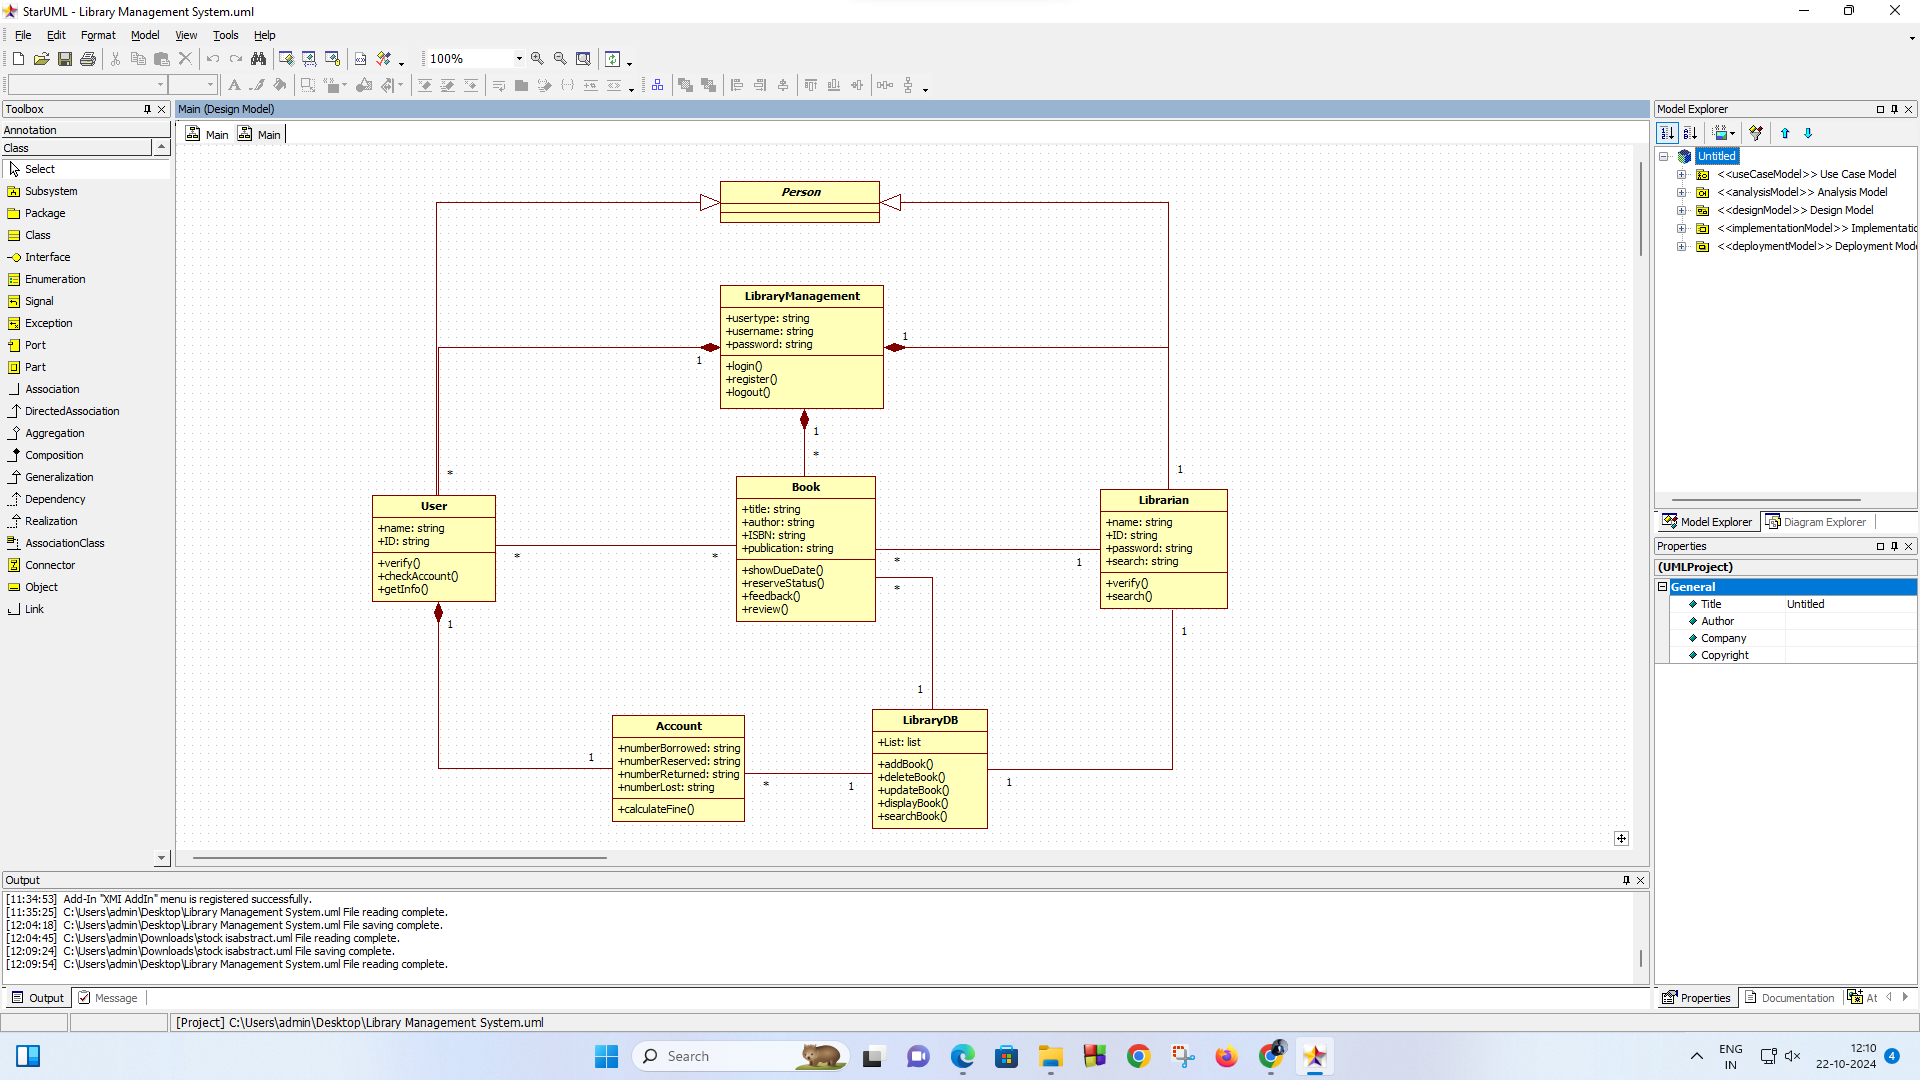 StarUML - Library Management System.uml
File Edit Format Model View Tools Help
100%
Toolbox
Annotation
Class
Select
Subsystem
Package
Class
Interface
Enumeration
Signal
Exception
Port
Part
Association
DirectedAssociation
Aggregation
Composition
Generalization
Dependency
Realization
AssociationClass
Connector
Object
Link
Main (Design Model)
Main Main
Person
LibraryManagement
+usertype: string
+username: string
+password: string
+login()
+register()
+logout()
1
1
1
*
*
1
User
+name: string
+ID: string
+verify()
+checkAccount()
+getInfo()
*
*
1
Book
+title: string
+author: string
+ISBN: string
+publication: string
+showDueDate()
+reserveStatus()
+feedback()
+review()
*
1
*
1
Librarian
+name: string
+ID: string
+password: string
+search: string
+verify()
+search()
1
1
Account
+numberBorrowed: string
+numberReserved: string
+numberReturned: string
+numberLost: string
+calculateFine()
*
1
LibraryDB
+List: list
+addBook()
+deleteBook()
+updateBook()
+displayBook()
+searchBook()
1
Model Explorer
Untitled
<<useCaseModel>> Use Case Model
<<analysisModel>> Analysis Model
<<designModel>> Design Model
<<implementationModel>> Implementatic
<<deploymentModel>> Deployment Mode
Model Explorer Diagram Explorer
Properties
(UMLProject)
General
Title Untitled
Author
Company
Copyright
Properties Documentation At
Output
[11:34:53] Add-In "XMI AddIn" menu is registered successfully.
[11:35:25] C:\Users\admin\Desktop\Library Management System.uml File reading complete.
[12:04:18] C:\Users\admin\Desktop\Library Management System.uml File saving complete.
[12:04:45] C:\Users\admin\Downloads\stock isabstract.uml File reading complete.
[12:09:24] C:\Users\admin\Downloads\stock isabstract.uml File saving complete.
[12:09:54] C:\Users\admin\Desktop\Library Management System.uml File reading complete.
Output Message
[Project] C:\Users\admin\Desktop\Library Management System.uml
Search
ENG
IN
12:10
22-10-2024
4